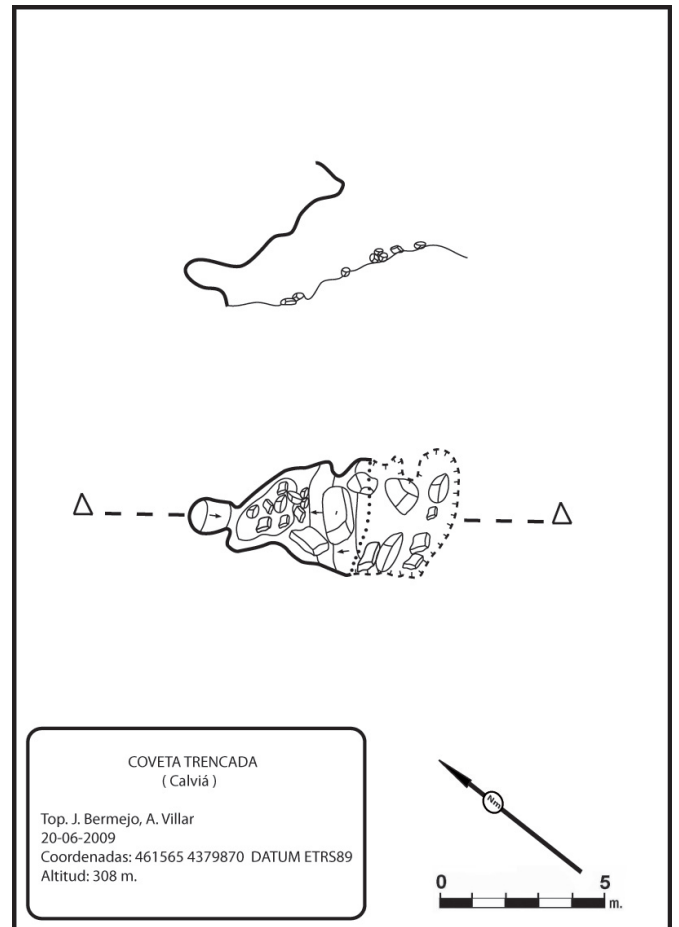 COVETA TRENCADA
( Calviá )
Top. J. Bermejo, A. Villar
20-06-2009
Coordenadas: 461565 4379870 DATUM ETRS89
Altitud: 308 m.
Nm
0 5
m.